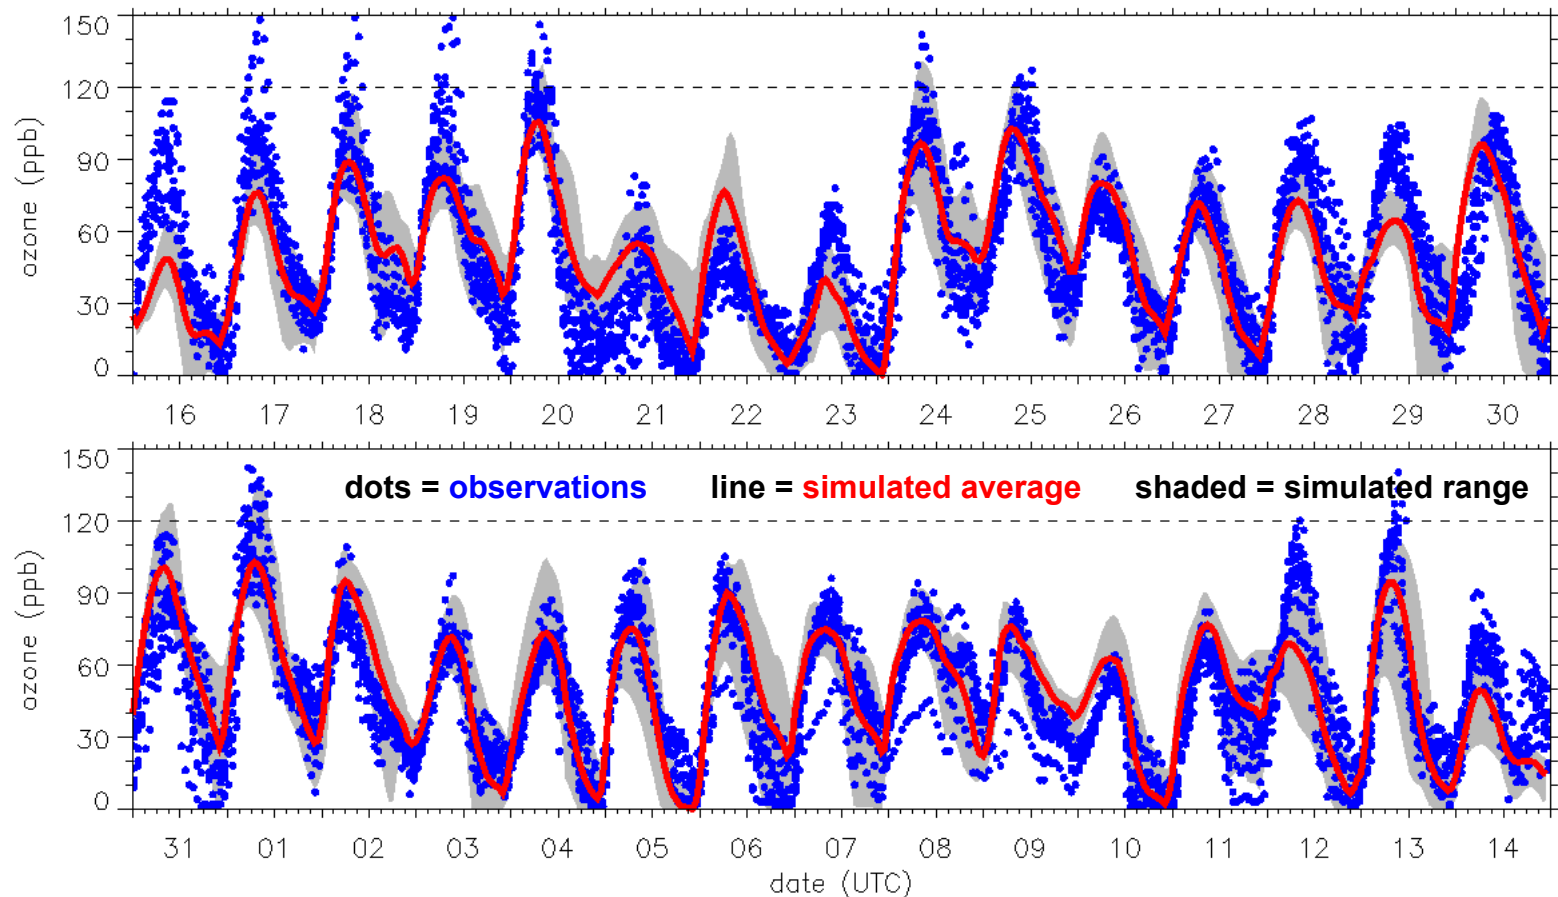 150
120
90
60
30
0
ozone (ppb)
16 17 18 19 20 21 22 23 24 25 26 27 28 29 30
dots = observations line = simulated average shaded = simulated range
150
120
90
60
30
0
ozone (ppb)
31 01 02 03 04 05 06 07 08 09 10 11 12 13 14
date (UTC)